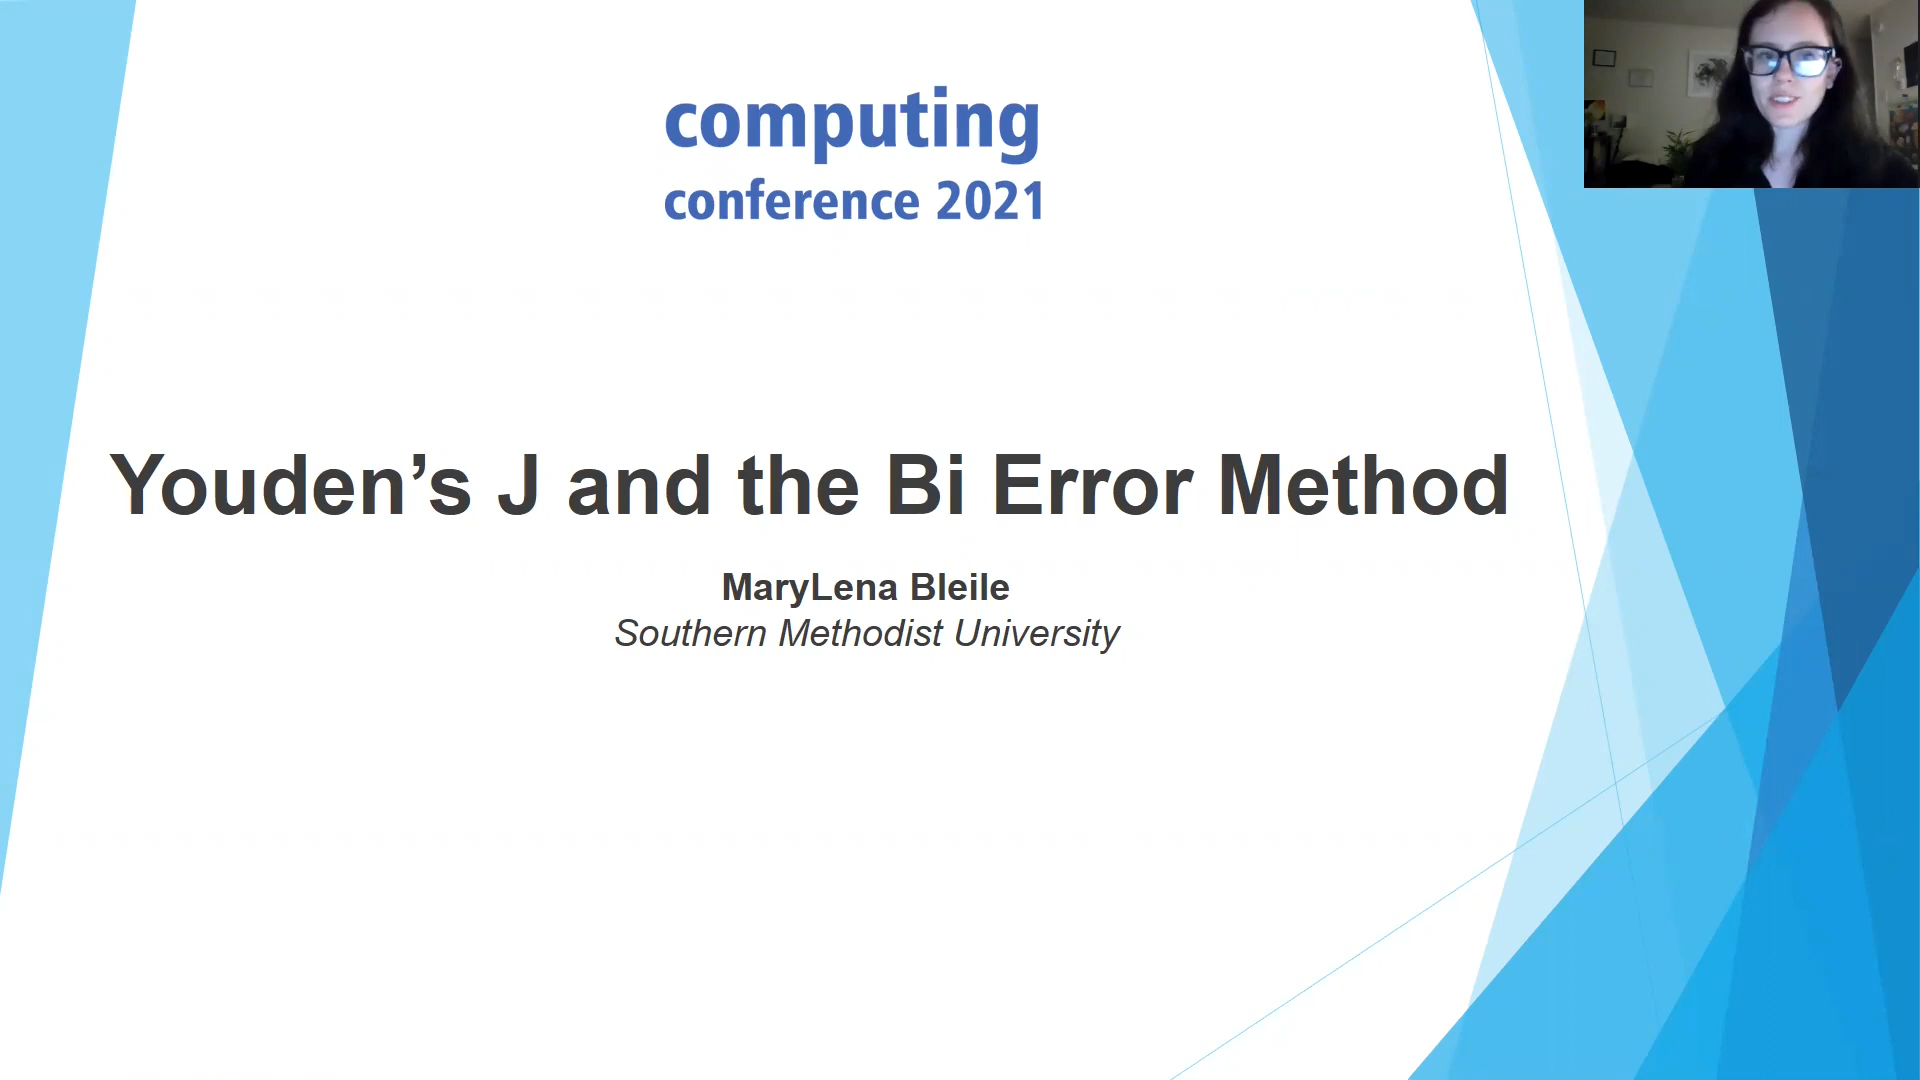 computing
conference 2021
Youden’s J and the Bi Error Method
MaryLena Bleile
Southern Methodist University